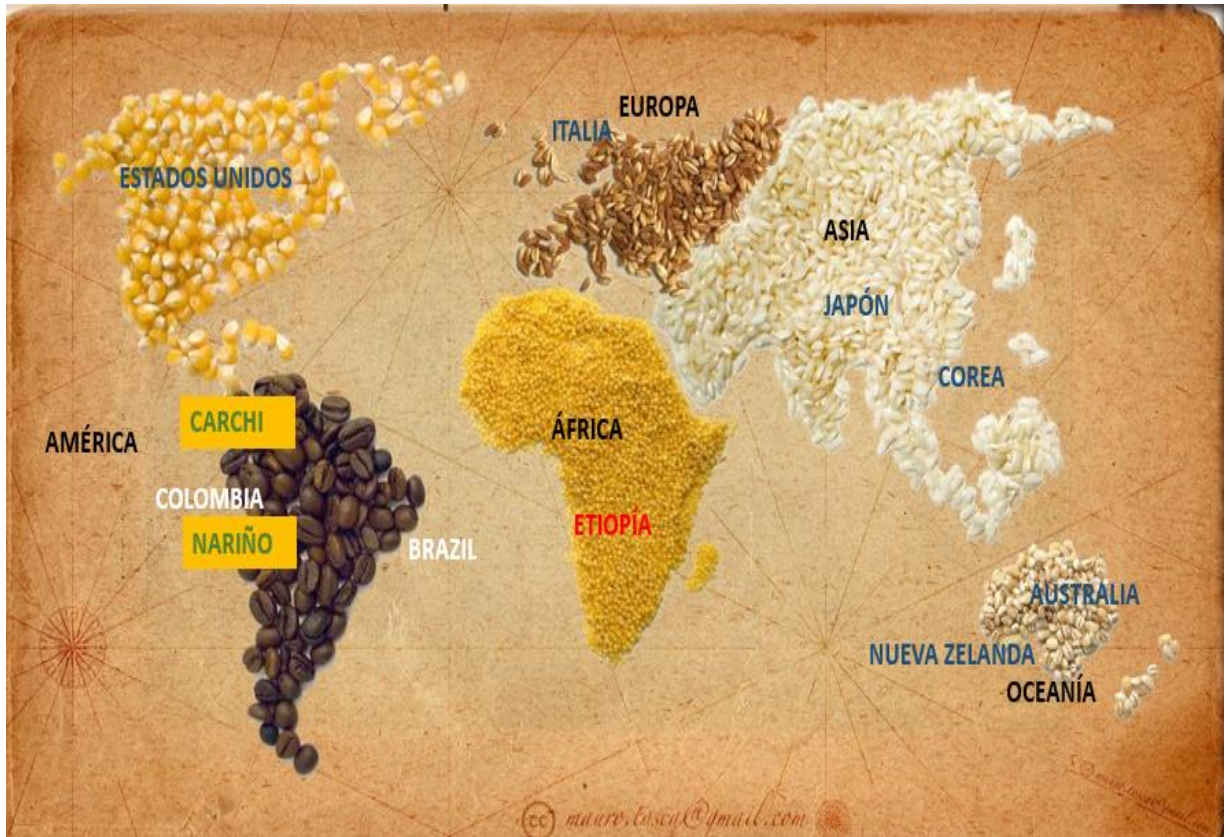 EUROPA
ITALIA
ESTADOS UNIDOS
ASIA
JAPÓN
COREA
CARCHI
ÁFRICA
AMÉRICA
COLOMBIA
ETIOPÍA
NARIÑO
BRAZIL
AUSTRALIA
NUEVA ZELANDA
OCEANÍA
cc mauro.tosca@gmail.com